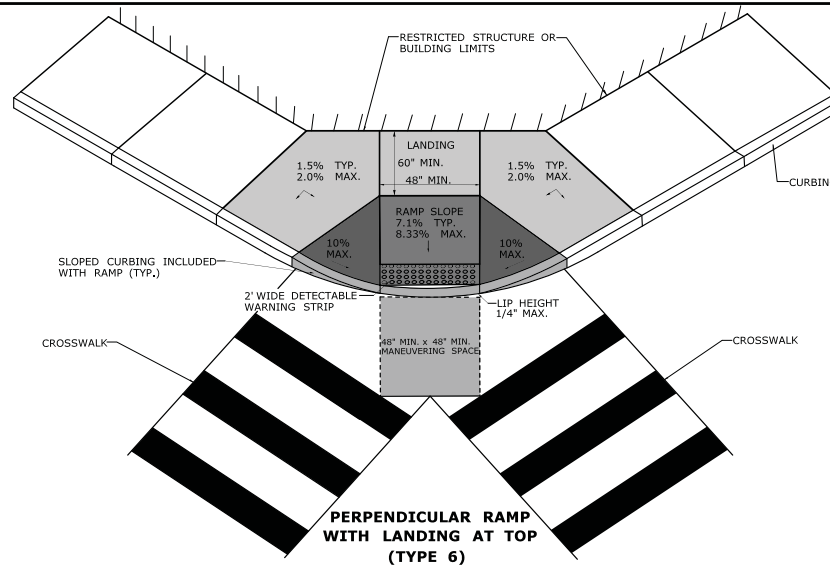 RESTRICTED STRUCTURE OR
BUILDING LIMITS
LANDING
60" MIN.
48" MIN.
1.5% TYP.
2.0% MAX.
1.5% TYP.
2.0% MAX.
CURBIN
RAMP SLOPE
7.1% TYP.
8.33% MAX.
10%
MAX.
10%
MAX.
SLOPED CURBING INCLUDED
WITH RAMP (TYP.)
2' WIDE DETECTABLE
WARNING STRIP
LIP HEIGHT
1/4" MAX.
48" MIN. x 48" MIN.
MANEUVERING SPACE
CROSSWALK
CROSSWALK
PERPENDICULAR RAMP
WITH LANDING AT TOP
(TYPE 6)